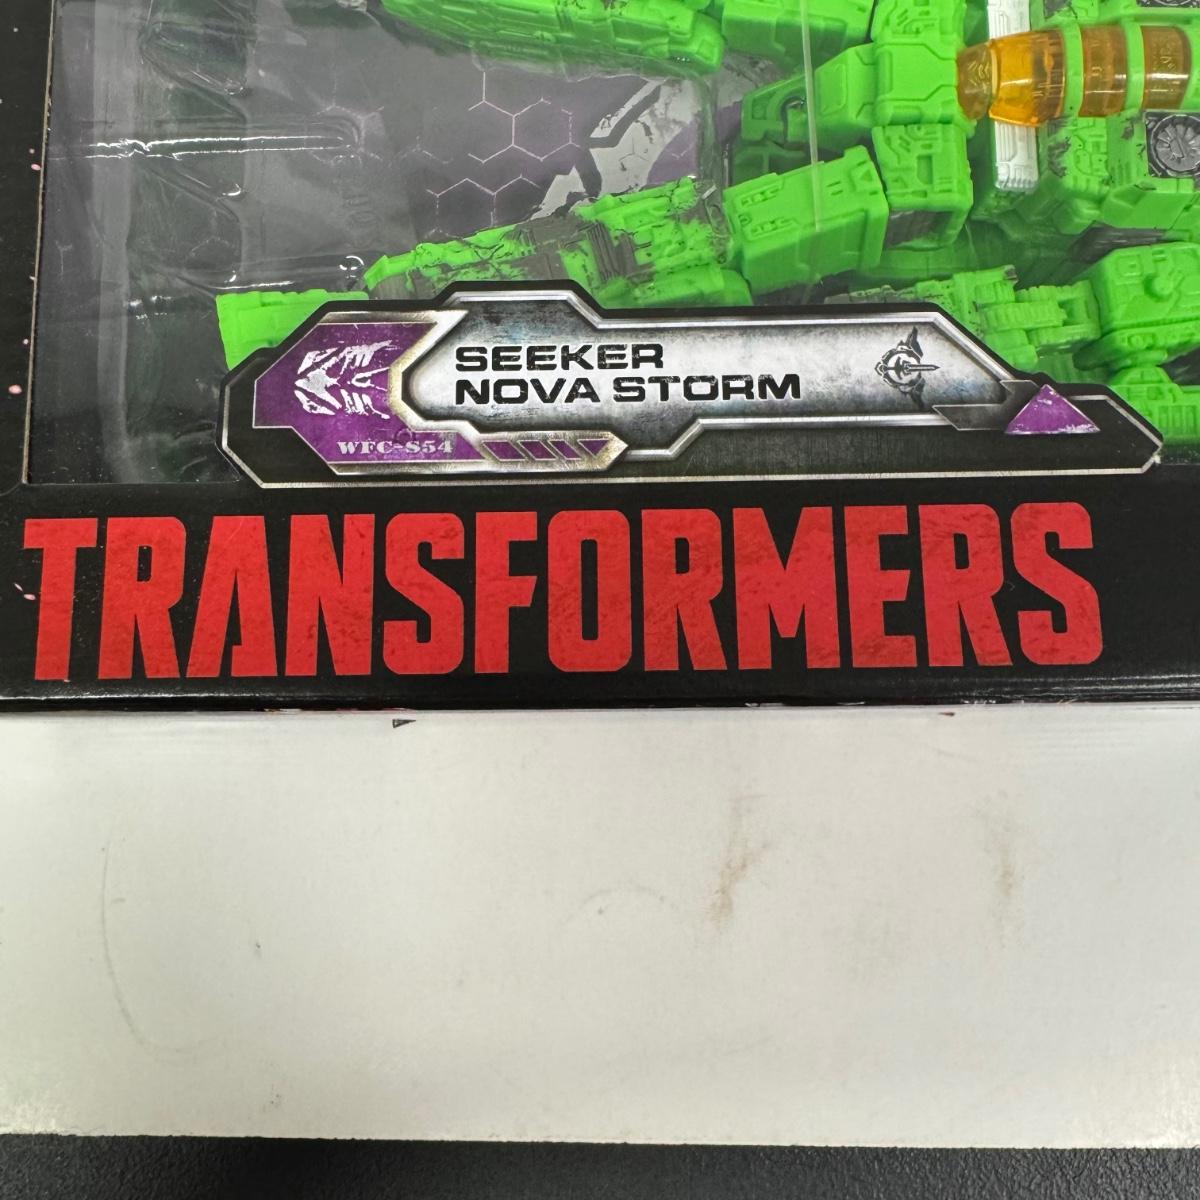 SEEKER
NOVA STORM
WFC-S54
TRANSFORMERS